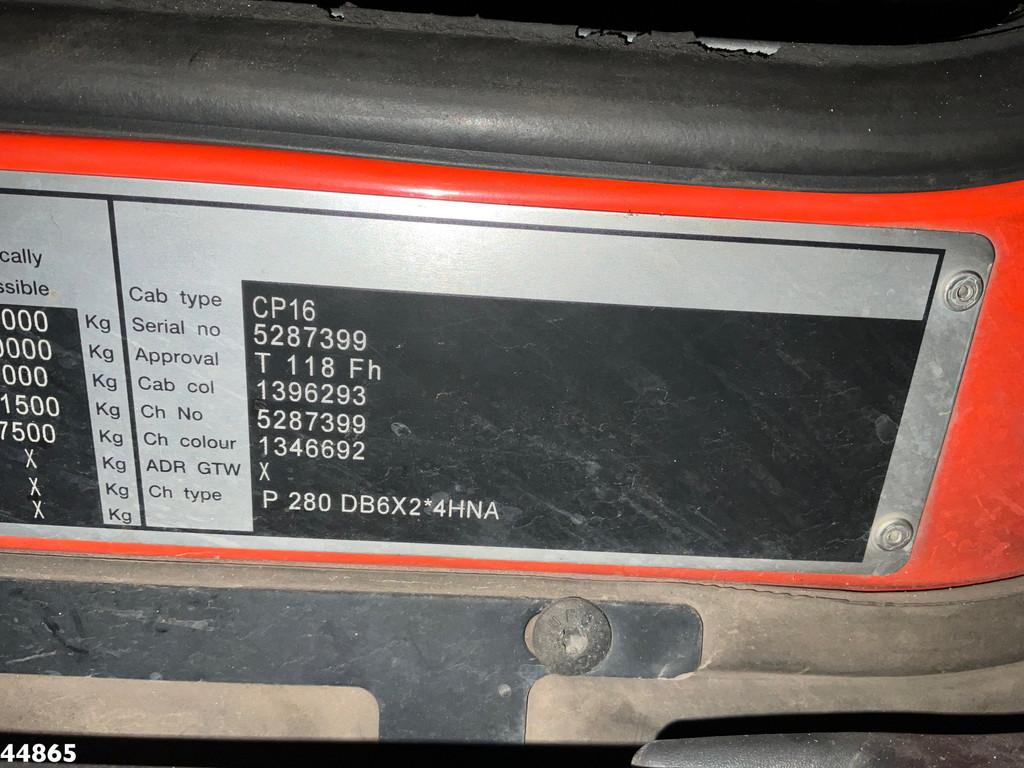 cally
ssible
000 Kg
0000 Kg
000 Kg
1500 Kg
7500 Kg
X Kg
X Kg
X Kg
Cab type CP16
Serial no 5287399
Approval T 118 Fh
Cab col 1396293
Ch No 5287399
Ch colour 1346692
ADR GTW X
Ch type P 280 DB6X2*4HNA
44865